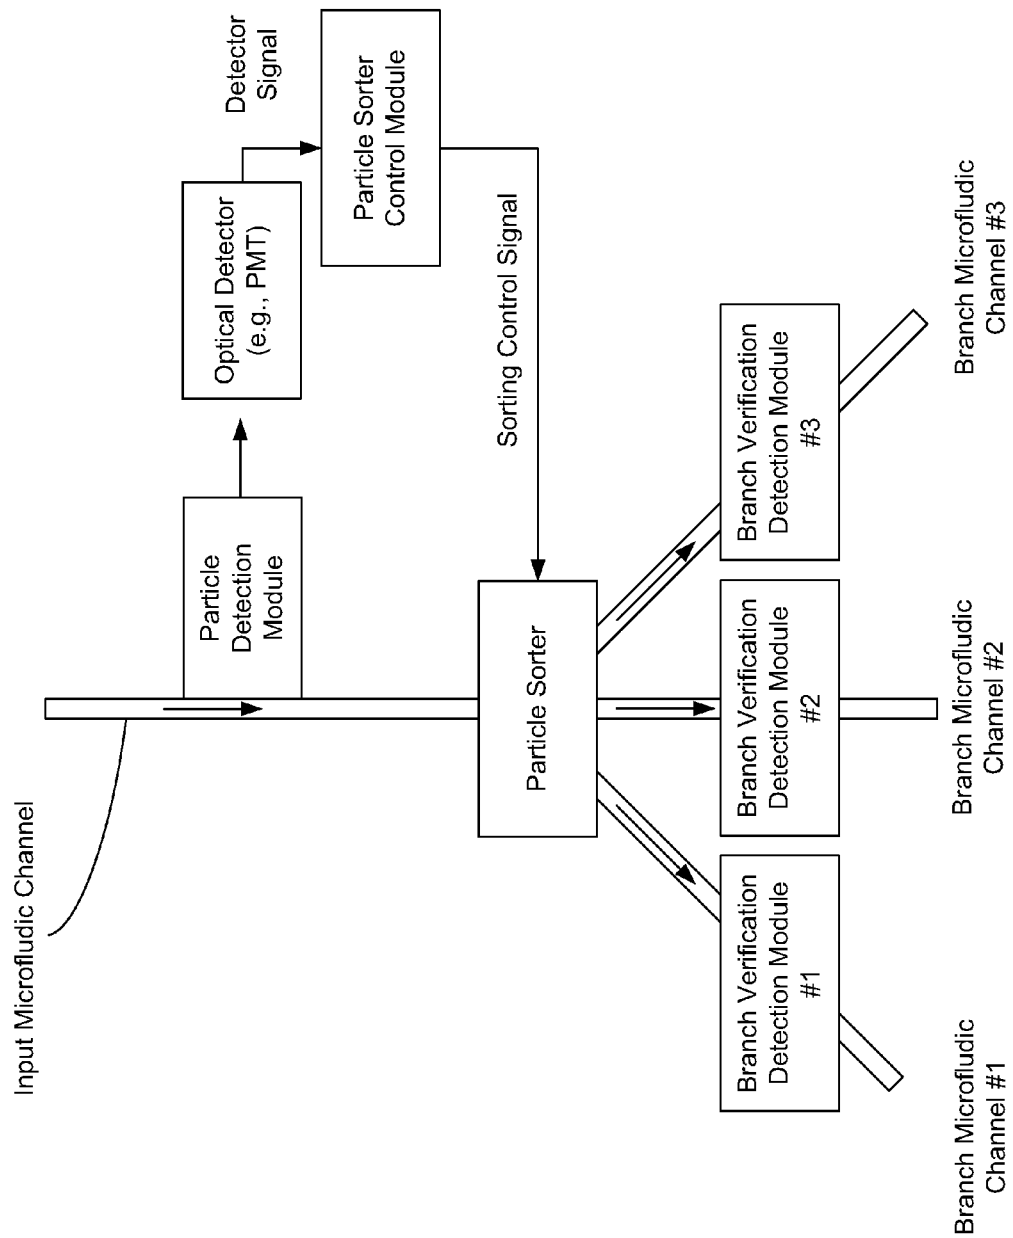 Input Microfludic Channel
Particle
Detection
Module
Optical Detector
(e.g., PMT)
Detector
Signal
Particle Sorter
Control Module
Sorting Control Signal
Particle Sorter
Branch Verification
Detection Module
#1
Branch Verification
Detection Module
#2
Branch Verification
Detection Module
#3
Branch Microfludic
Channel #1
Branch Microfludic
Channel #2
Branch Microfludic
Channel #3